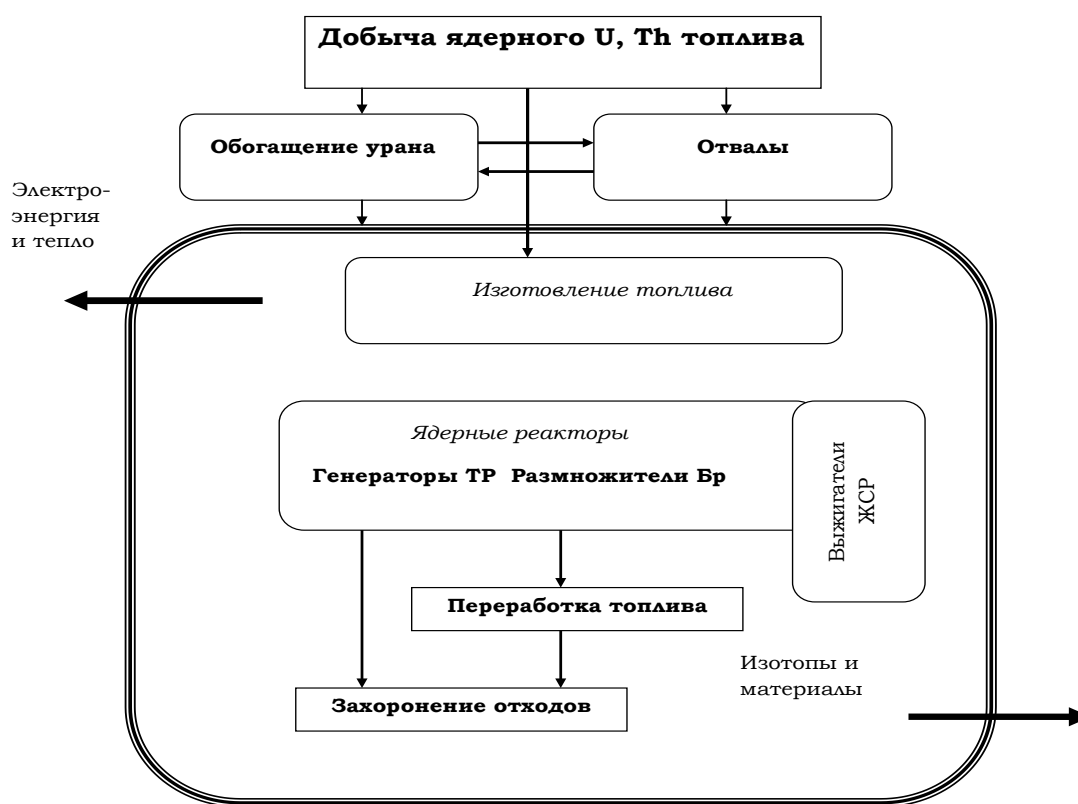 Добыча ядерного U, Th топлива
Обогащение урана
Отвалы
Электро-
энергия
и тепло
Изготовление топлива
Ядерные реакторы
Генераторы ТР Размножители Бр
Выжигатели
ЖСР
Переработка топлива
Изотопы и
материалы
Захоронение отходов